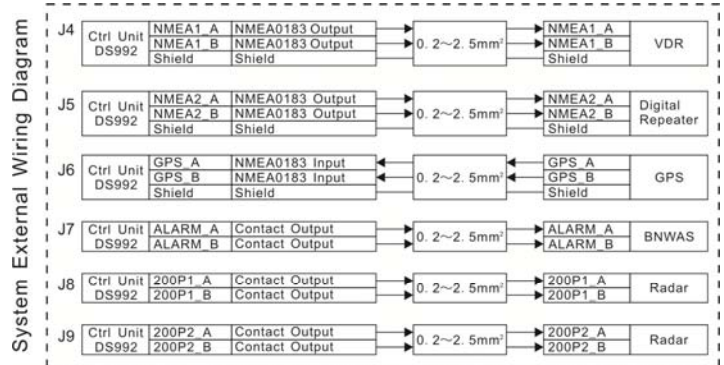 System External Wiring Diagram
J4
Ctrl Unit DS992
NMEA1_A NMEA0183 Output
NMEA1_B NMEA0183 Output
Shield Shield
0.2~2.5mm²
NMEA1_A
NMEA1_B
Shield
VDR
J5
Ctrl Unit DS992
NMEA2_A NMEA0183 Output
NMEA2_B NMEA0183 Output
Shield Shield
0.2~2.5mm²
NMEA2_A
NMEA2_B
Shield
Digital Repeater
J6
Ctrl Unit DS992
GPS_A NMEA0183 Input
GPS_B NMEA0183 Input
Shield Shield
0.2~2.5mm²
GPS_A
GPS_B
Shield
GPS
J7
Ctrl Unit DS992
ALARM_A Contact Output
ALARM_B Contact Output
0.2~2.5mm²
ALARM_A
ALARM_B
BNWAS
J8
Ctrl Unit DS992
200P1_A Contact Output
200P1_B Contact Output
0.2~2.5mm²
200P1_A
200P1_B
Radar
J9
Ctrl Unit DS992
200P2_A Contact Output
200P2_B Contact Output
0.2~2.5mm²
200P2_A
200P2_B
Radar